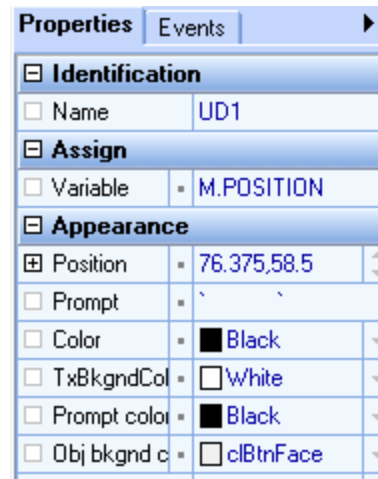 Properties Events
Identification
Name UD1
Assign
Variable M.POSITION
Appearance
Position 76.375,58.5
Prompt ` `
Color Black
TxBkgndCol White
Prompt color Black
Obj bkgnd c clBtnFace